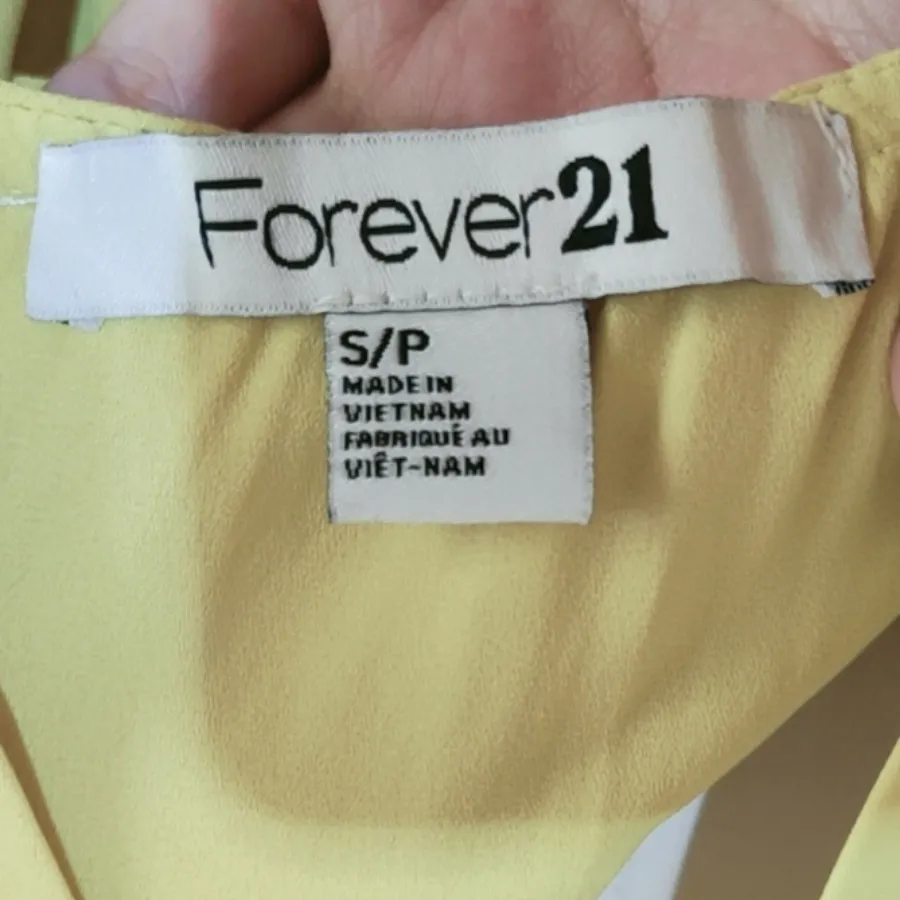 Forever21
S/P
MADE IN
VIETNAM
FABRIQUÉ AU
VIÊT-NAM